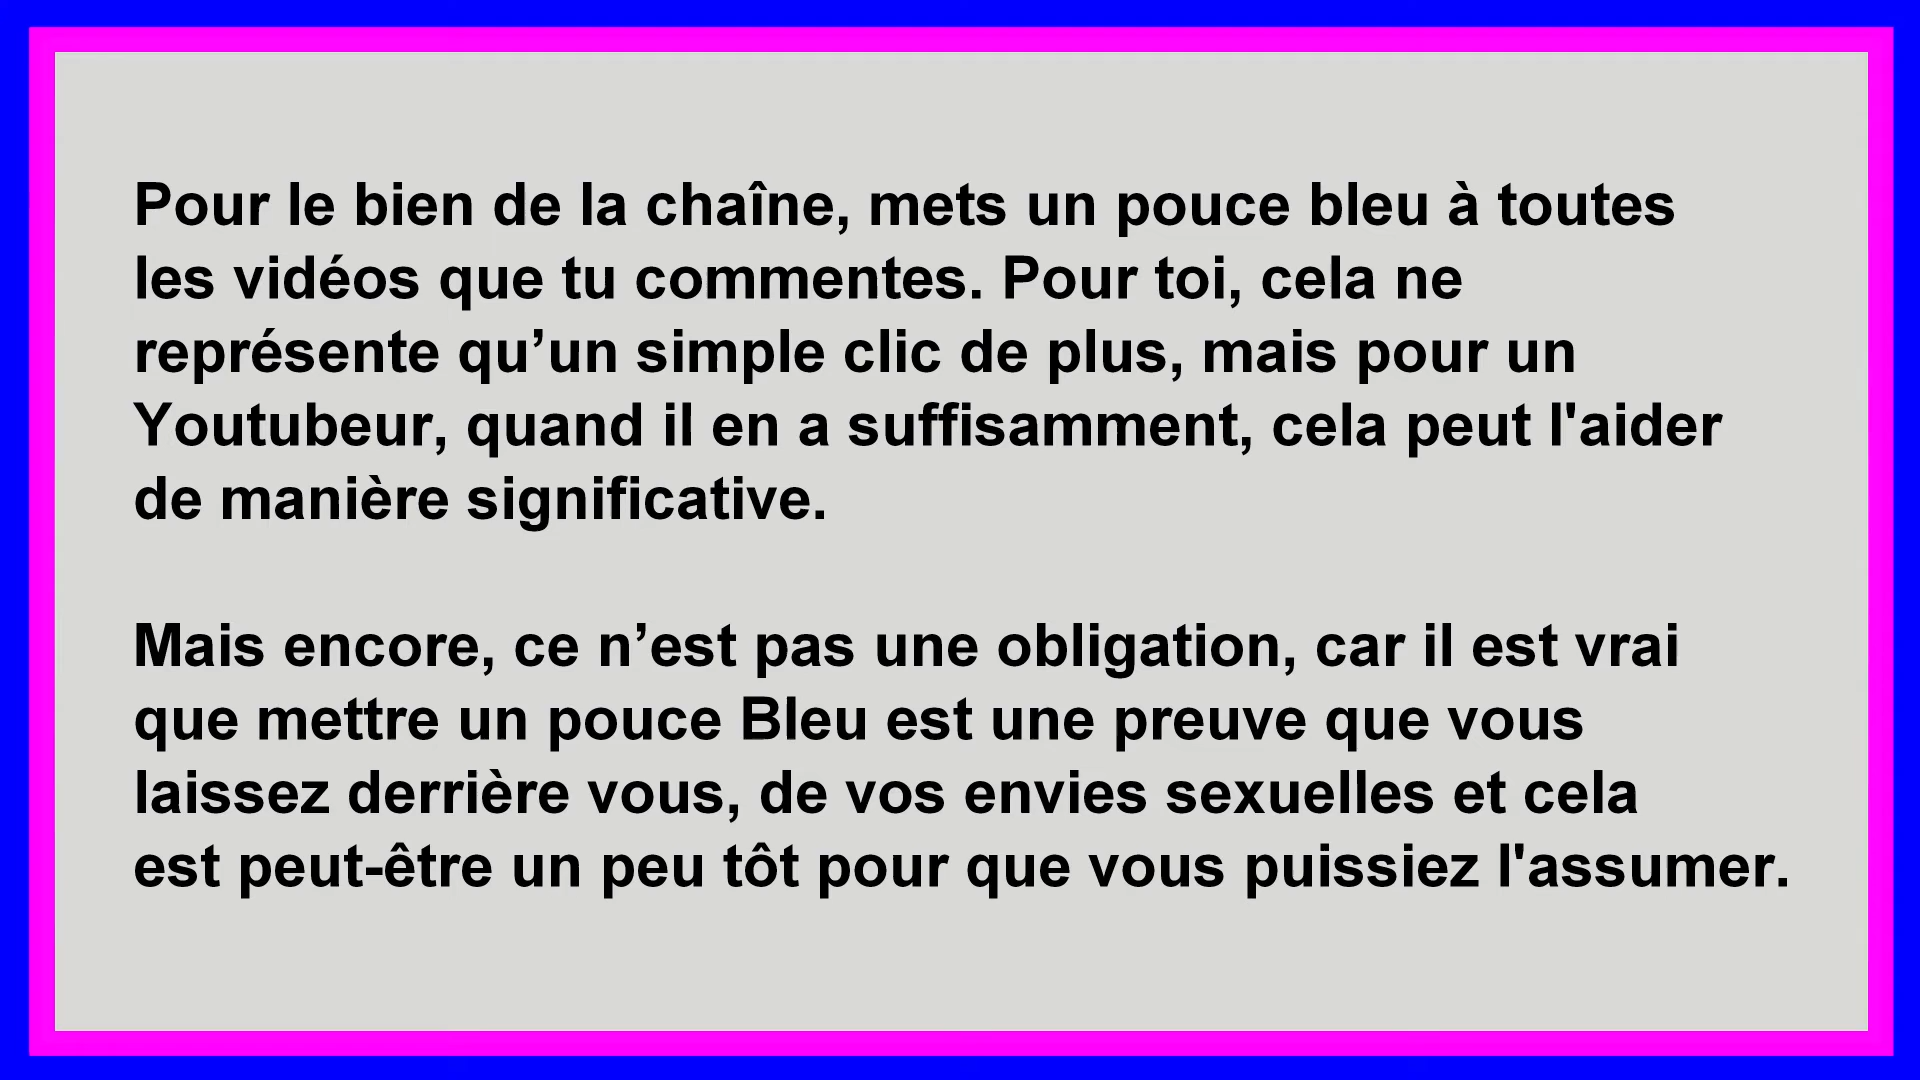 Pour le bien de la chaîne, mets un pouce bleu à toutes
les vidéos que tu commentes. Pour toi, cela ne
représente qu’un simple clic de plus, mais pour un
Youtubeur, quand il en a suffisamment, cela peut l'aider
de manière significative.
Mais encore, ce n’est pas une obligation, car il est vrai
que mettre un pouce Bleu est une preuve que vous
laissez derrière vous, de vos envies sexuelles et cela
est peut-être un peu tôt pour que vous puissiez l'assumer.